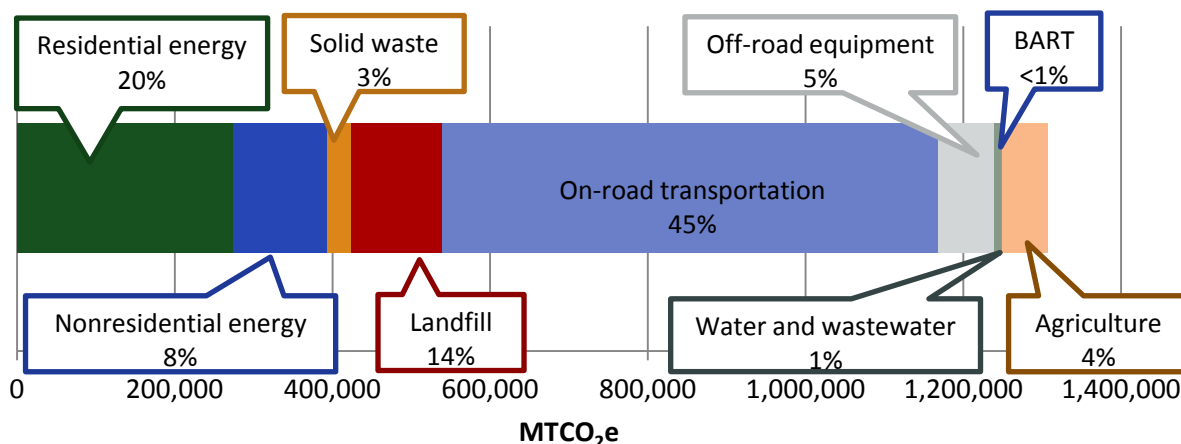 Residential energy
20%
Solid waste
3%
Off-road equipment
5%
BART
<1%
On-road transportation
45%
Nonresidential energy
8%
Landfill
14%
Water and wastewater
1%
Agriculture
4%
0 200,000 400,000 600,000 800,000 1,000,000 1,200,000 1,400,000
MTCO₂e